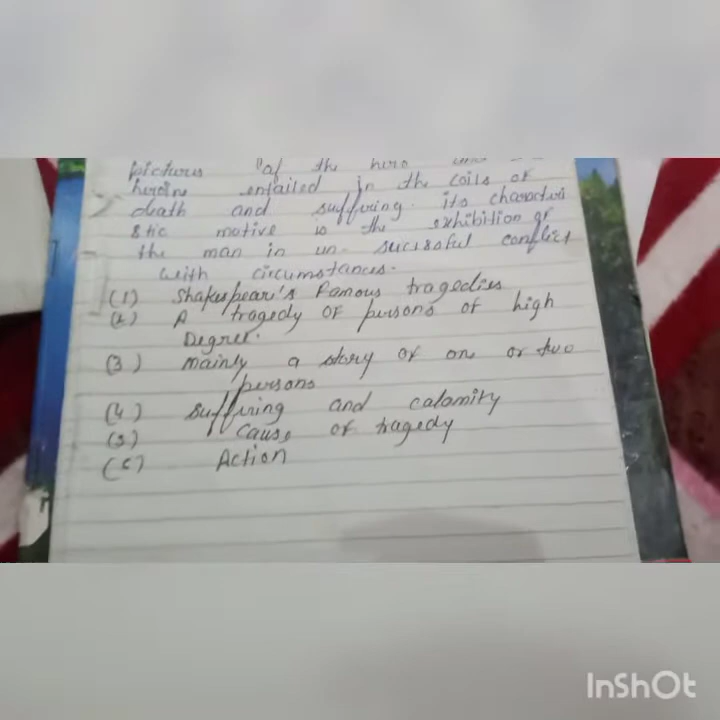 pictures "of the hero
heroine entailed in the coils of
death and suffering. its characteri
stic motive is the exhibition of
the man in un- sucessful conflict
with circumstances.
(1) Shakespear's Famous tragedies
(2) A tragedy of persons of high
Degree.
(3) mainly a story of one or two
persons
(4) suffring and calamity
(5) cause of tragedy
(6) Action
InShOt